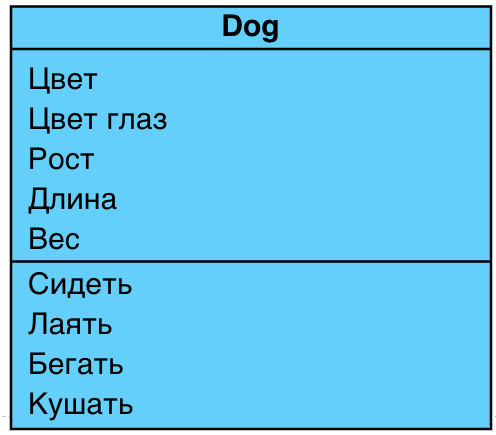 Dog
Цвет
Цвет глаз
Рост
Длина
Вес
Сидеть
Лаять
Бегать
Кушать